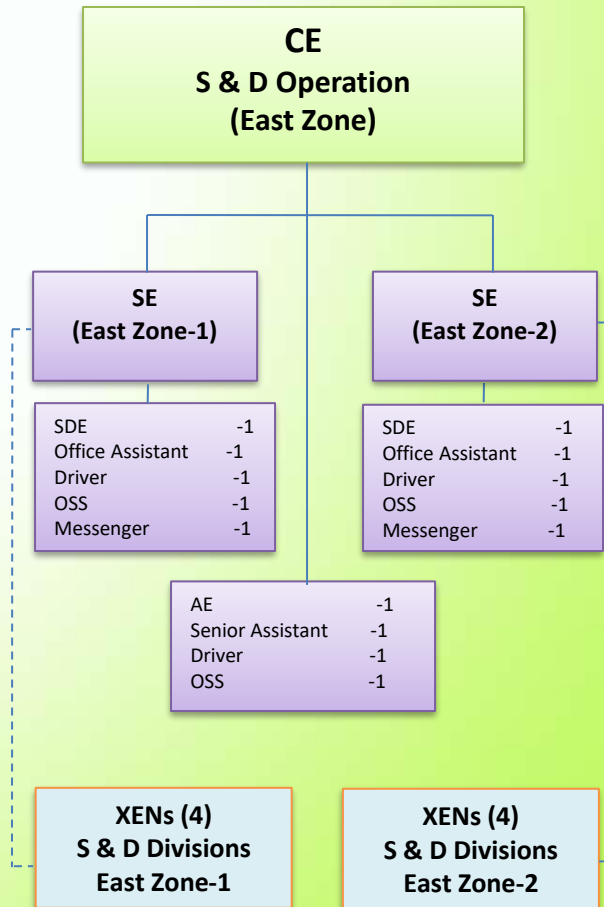 CE
S & D Operation
(East Zone)
SE
(East Zone-1)
SE
(East Zone-2)
SDE -1
Office Assistant -1
Driver -1
OSS -1
Messenger -1
SDE -1
Office Assistant -1
Driver -1
OSS -1
Messenger -1
AE -1
Senior Assistant -1
Driver -1
OSS -1
XENs (4)
S & D Divisions
East Zone-1
XENs (4)
S & D Divisions
East Zone-2